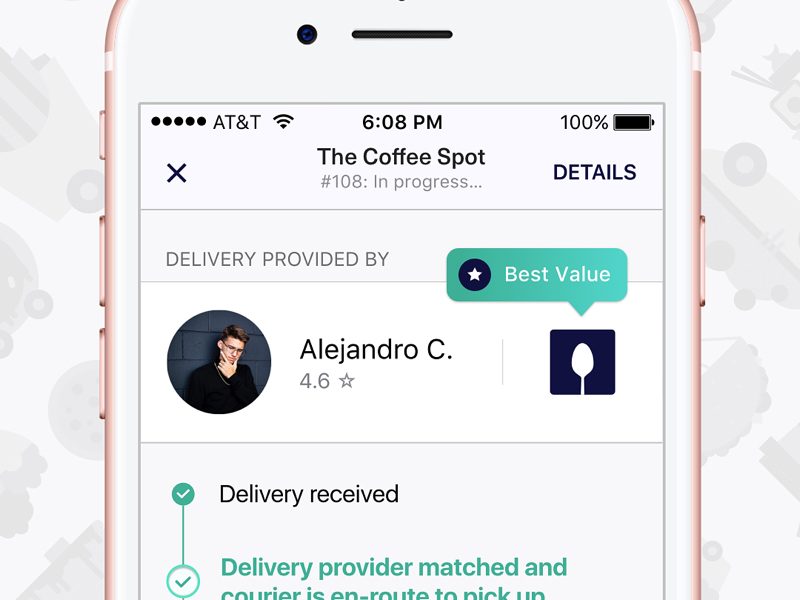 AT&T 6:08 PM 100%
The Coffee Spot
#108: In progress...
DETAILS
DELIVERY PROVIDED BY
Best Value
Alejandro C.
4.6
Delivery received
Delivery provider matched and
courier is en-route to pick up